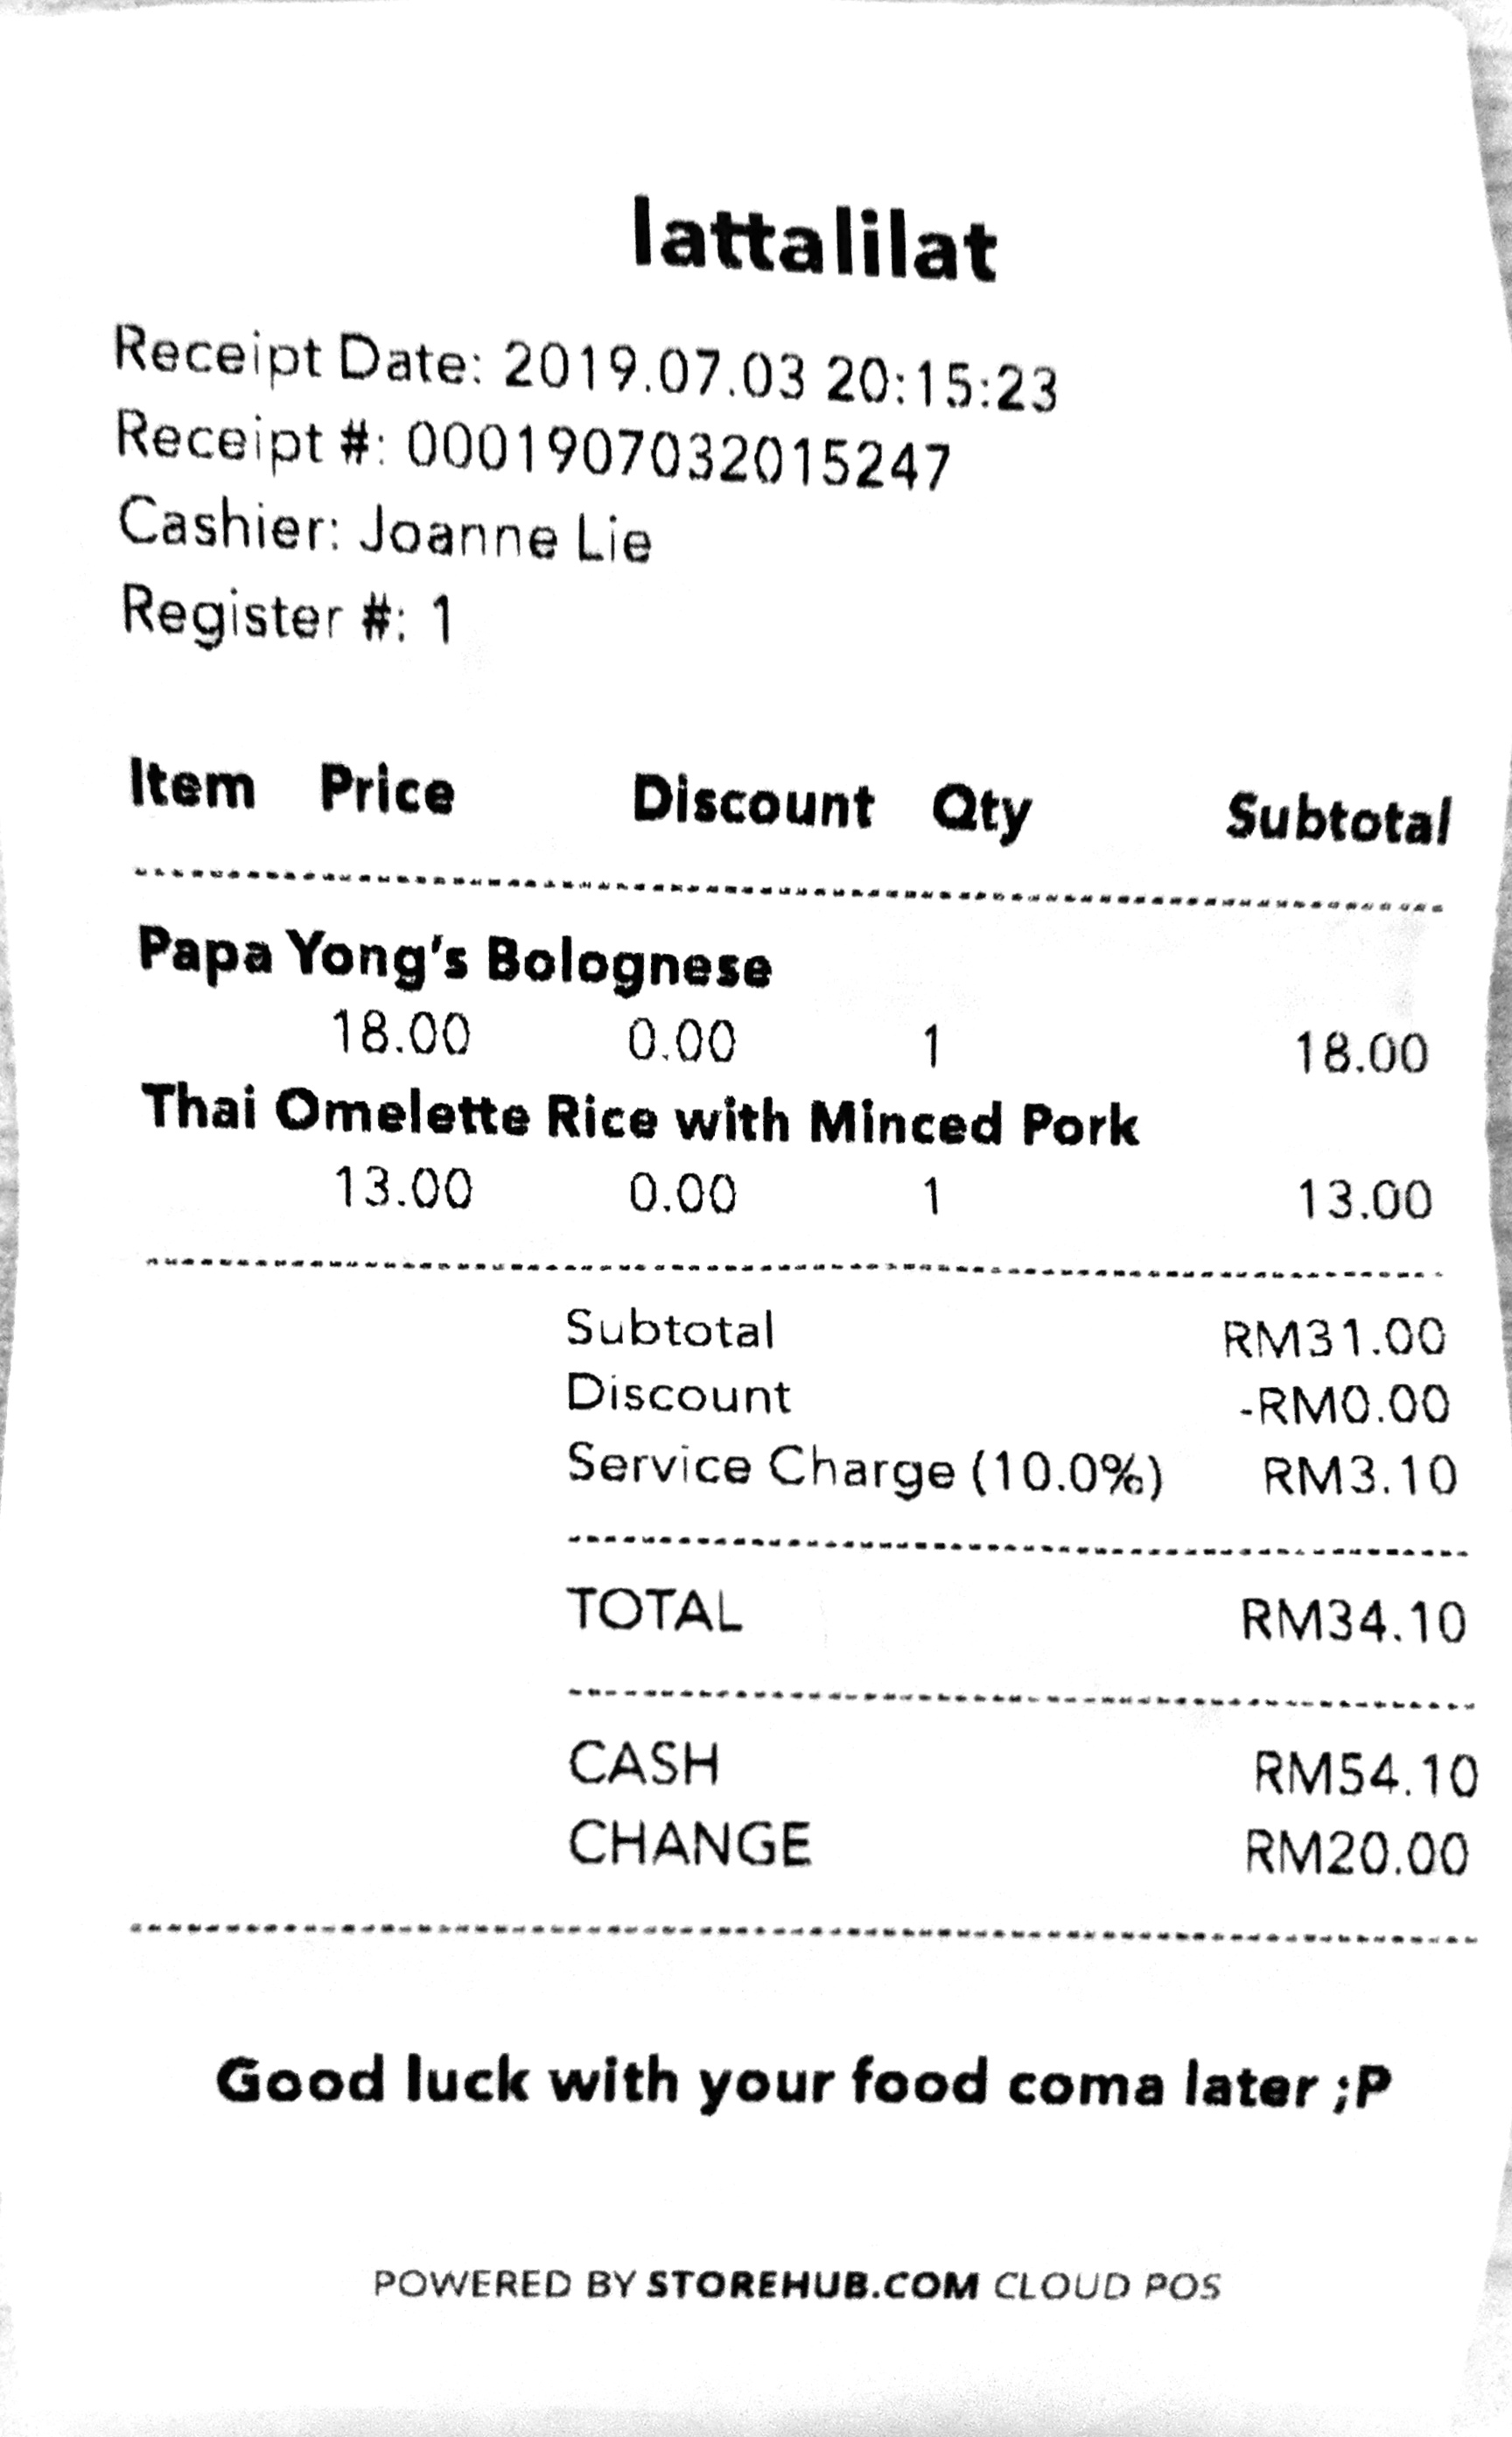 lattalilat
Receipt Date: 2019.07.03 20:15:23
Receipt #: 0001907032015247
Cashier: Joanne Lie
Register #: 1
Item Price Discount Qty Subtotal
Papa Yong's Bolognese
18.00 0.00 1 18.00
Thai Omelette Rice with Minced Pork
13.00 0.00 1 13.00
Subtotal RM31.00
Discount -RM0.00
Service Charge (10.0%) RM3.10
TOTAL RM34.10
CASH RM54.10
CHANGE RM20.00
Good luck with your food coma later ;P
POWERED BY STOREHUB.COM CLOUD POS